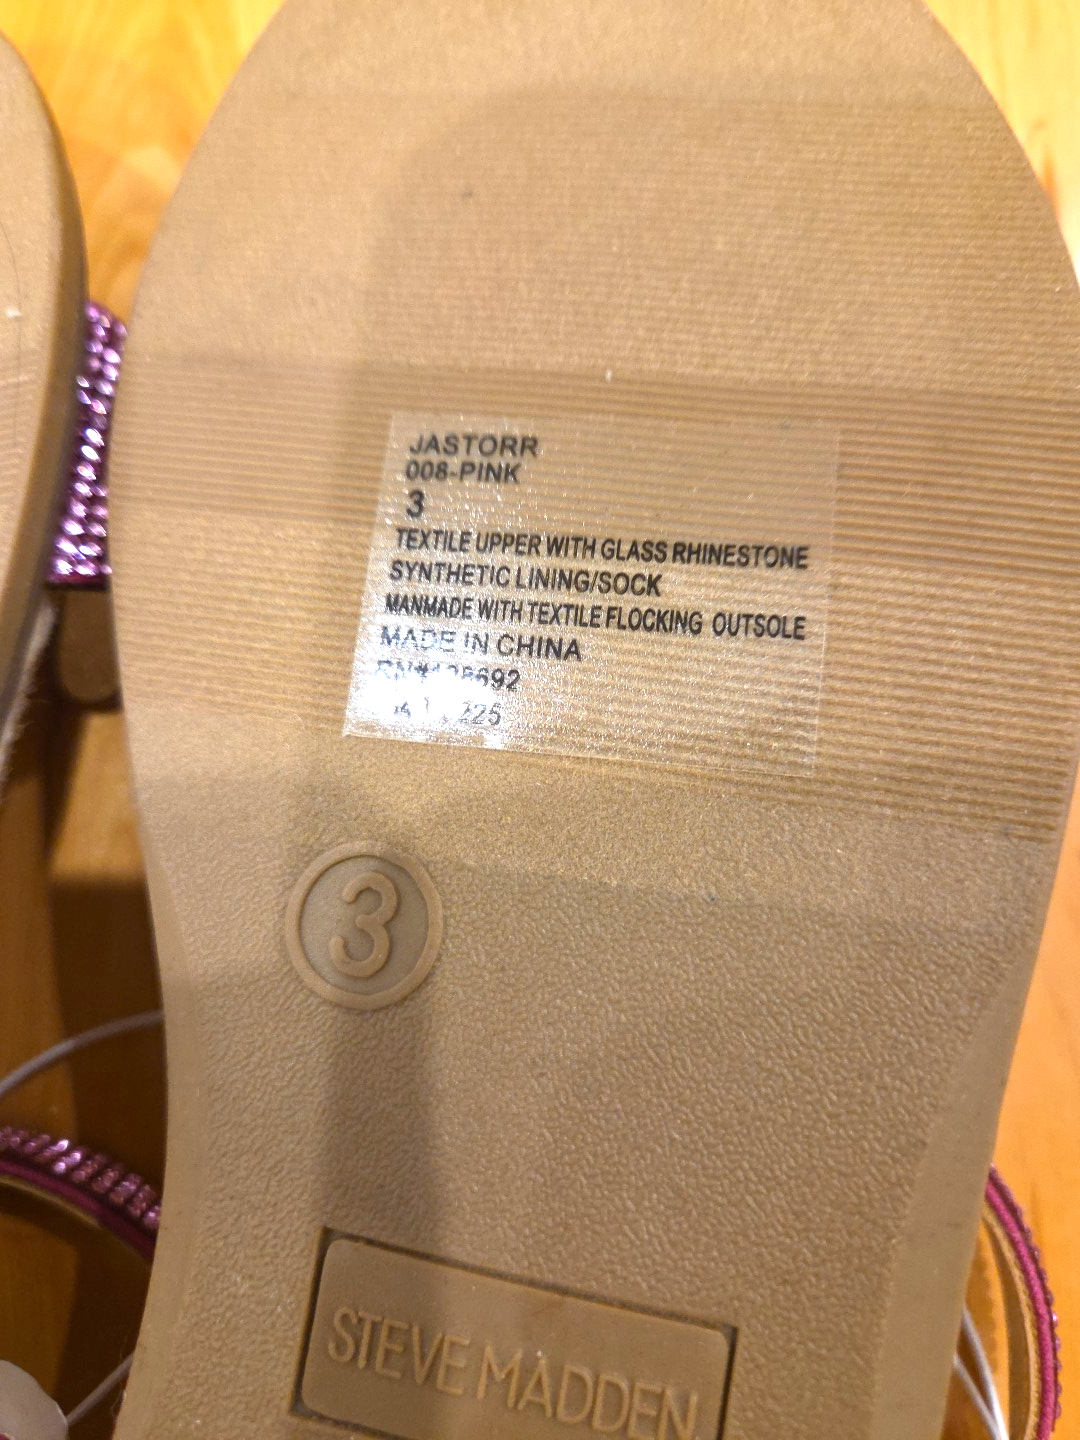 JASTORR
008-PINK
3
TEXTILE UPPER WITH GLASS RHINESTONE
SYNTHETIC LINING/SOCK
MANMADE WITH TEXTILE FLOCKING OUTSOLE
MADE IN CHINA
3
STEVE MADDEN